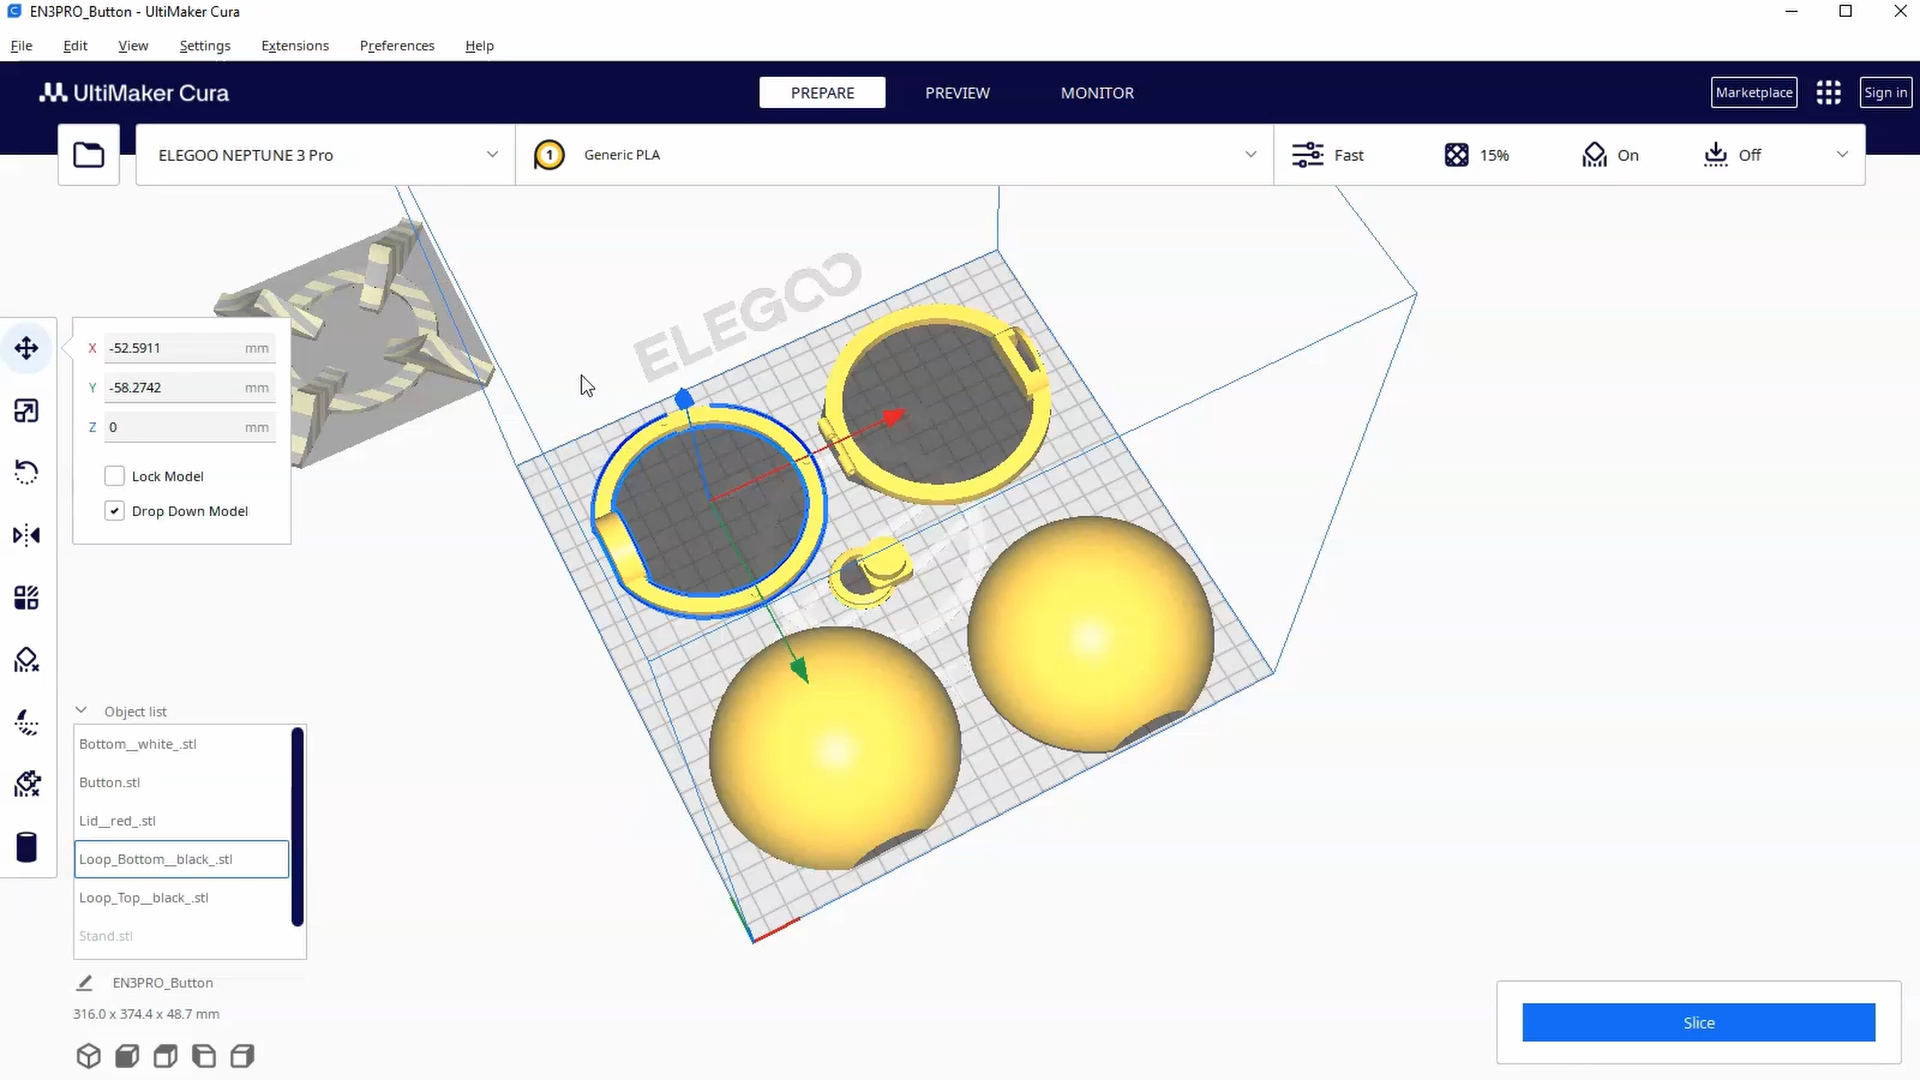 EN3PRO_Button - UltiMaker Cura
File Edit View Settings Extensions Preferences Help
UltiMaker Cura
PREPARE PREVIEW MONITOR
Marketplace
Sign in
ELEGOO NEPTUNE 3 Pro
1
Generic PLA
Fast
15%
On
Off
ELEGOO
X -52.5911 mm
Y -58.2742 mm
Z 0 mm
Lock Model
Drop Down Model
Object list
Bottom__white_.stl
Button.stl
Lid__red_.stl
Loop_Bottom__black_.stl
Loop_Top__black_.stl
Stand.stl
EN3PRO_Button
316.0 x 374.4 x 48.7 mm
Slice